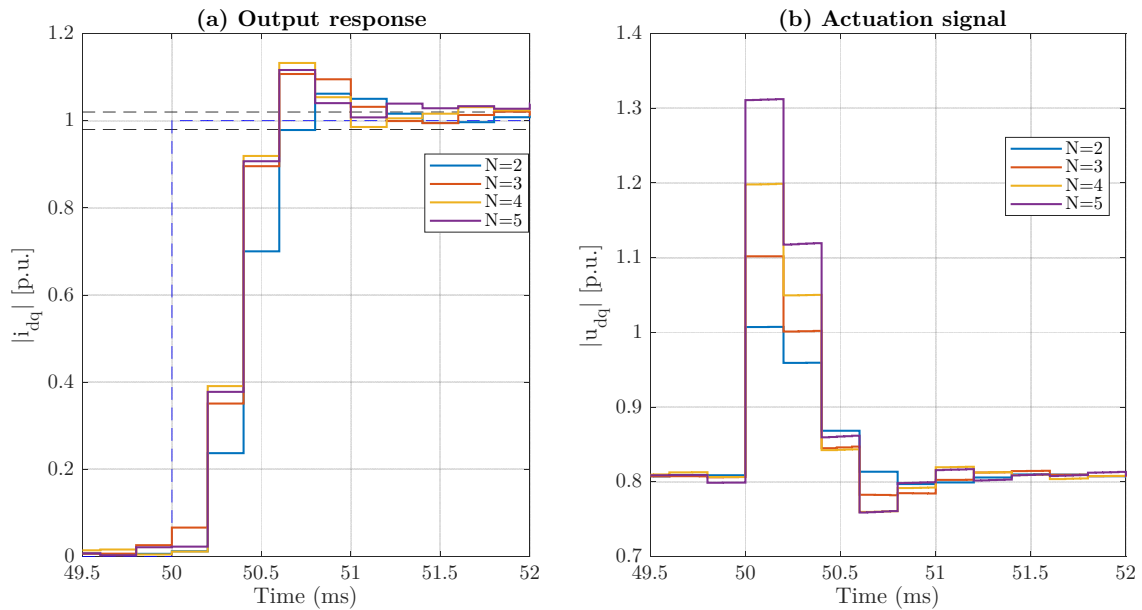 (a) Output response
1.2
1
0.8
0.6
0.4
0.2
0
|i_dq| [p.u.]
N=2
N=3
N=4
N=5
49.5 50 50.5 51 51.5 52
Time (ms)
(b) Actuation signal
1.4
1.3
1.2
1.1
1
0.9
0.8
0.7
|u_dq| [p.u.]
N=2
N=3
N=4
N=5
49.5 50 50.5 51 51.5 52
Time (ms)